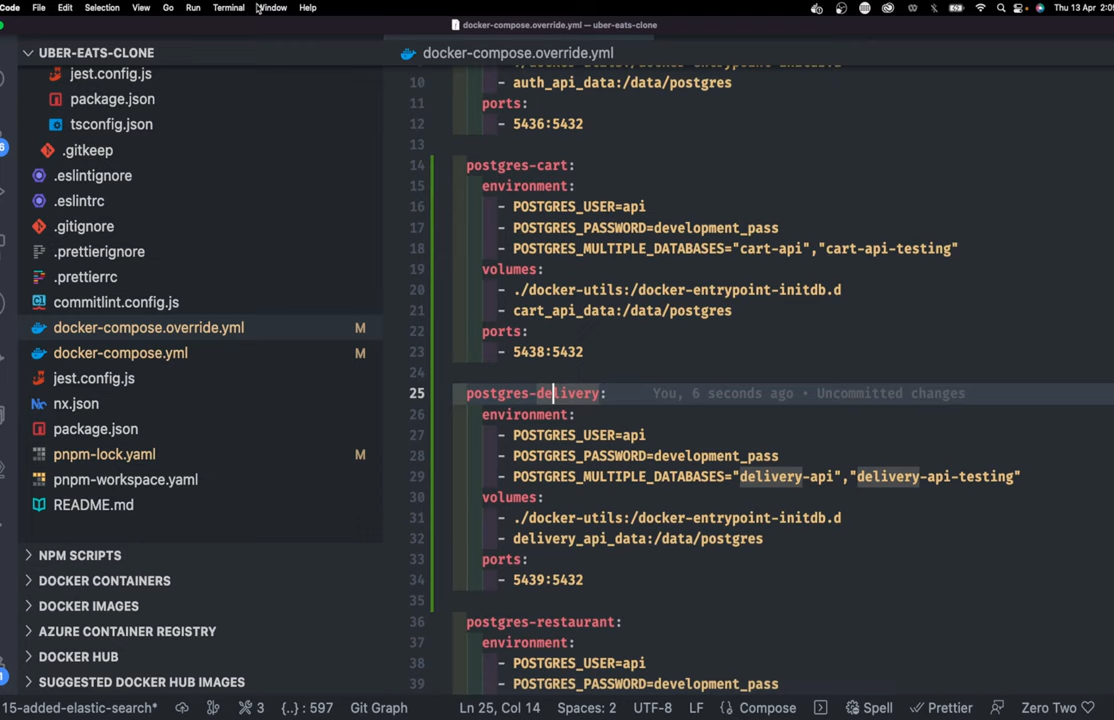 Code File Edit Selection View Go Run Terminal Window Help Thu 13 Apr
docker-compose.override.yml — uber-eats-clone
UBER-EATS-CLONE
jest.config.js
package.json
tsconfig.json
.gitkeep
.eslintignore
.eslintrc
.gitignore
.prettierignore
.prettierrc
commitlint.config.js
docker-compose.override.yml M
docker-compose.yml M
jest.config.js
nx.json
package.json
pnpm-lock.yaml M
pnpm-workspace.yaml
README.md
NPM SCRIPTS
DOCKER CONTAINERS
DOCKER IMAGES
AZURE CONTAINER REGISTRY
DOCKER HUB
SUGGESTED DOCKER HUB IMAGES
docker-compose.override.yml
10 - auth_api_data:/data/postgres
11 ports:
12 - 5436:5432
13
14 postgres-cart:
15 environment:
16 - POSTGRES_USER=api
17 - POSTGRES_PASSWORD=development_pass
18 - POSTGRES_MULTIPLE_DATABASES="cart-api","cart-api-testing"
19 volumes:
20 - ./docker-utils:/docker-entrypoint-initdb.d
21 - cart_api_data:/data/postgres
22 ports:
23 - 5438:5432
24
25 postgres-delivery: You, 6 seconds ago • Uncommitted changes
26 environment:
27 - POSTGRES_USER=api
28 - POSTGRES_PASSWORD=development_pass
29 - POSTGRES_MULTIPLE_DATABASES="delivery-api","delivery-api-testing"
30 volumes:
31 - ./docker-utils:/docker-entrypoint-initdb.d
32 - delivery_api_data:/data/postgres
33 ports:
34 - 5439:5432
35
36 postgres-restaurant:
37 environment:
38 - POSTGRES_USER=api
39 - POSTGRES_PASSWORD=development_pass
15-added-elastic-search* 3 {..} : 597 Git Graph Ln 25, Col 14 Spaces: 2 UTF-8 LF {} Compose Spell Prettier Zero Two